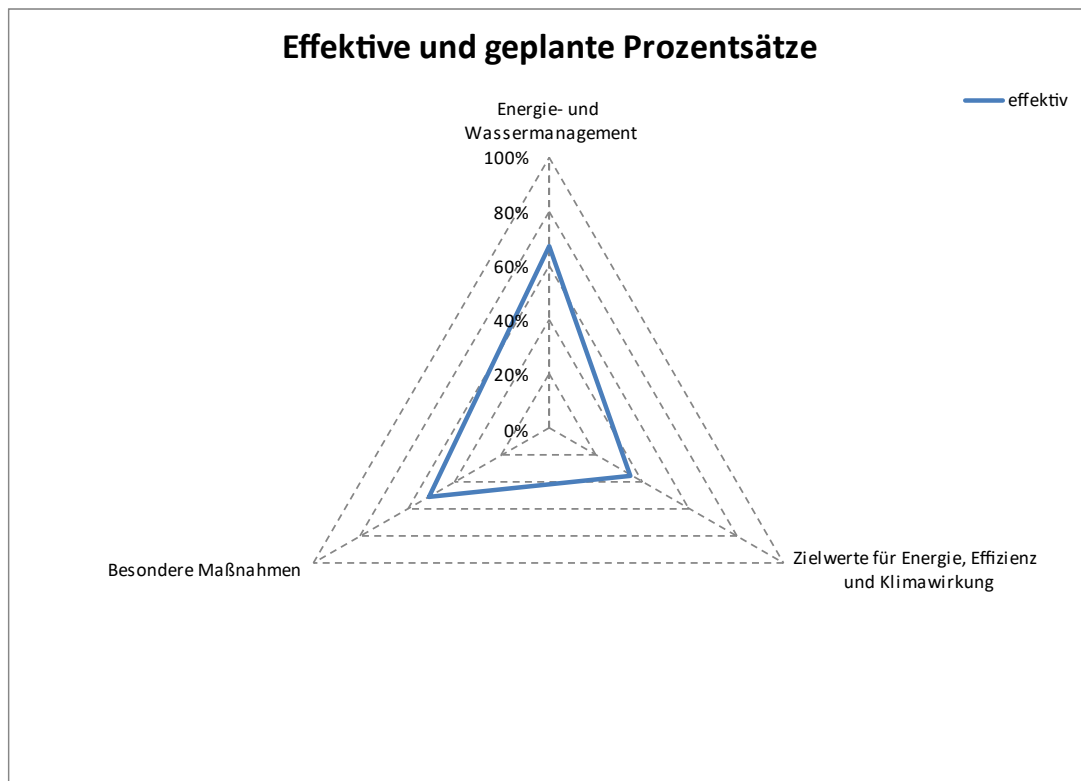 Effektive und geplante Prozentsätze
effektiv
Energie- und
Wassermanagement
100%
80%
60%
40%
20%
0%
Besondere Maßnahmen
Zielwerte für Energie, Effizienz
und Klimawirkung